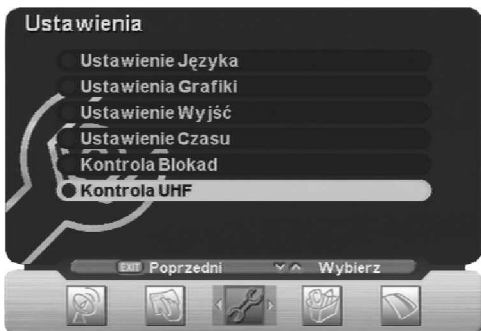 Ustawienia
Ustawienie Języka
Ustawienia Grafiki
Ustawienie Wyjść
Ustawienie Czasu
Kontrola Blokad
Kontrola UHF
EXIT Poprzedni Wybierz